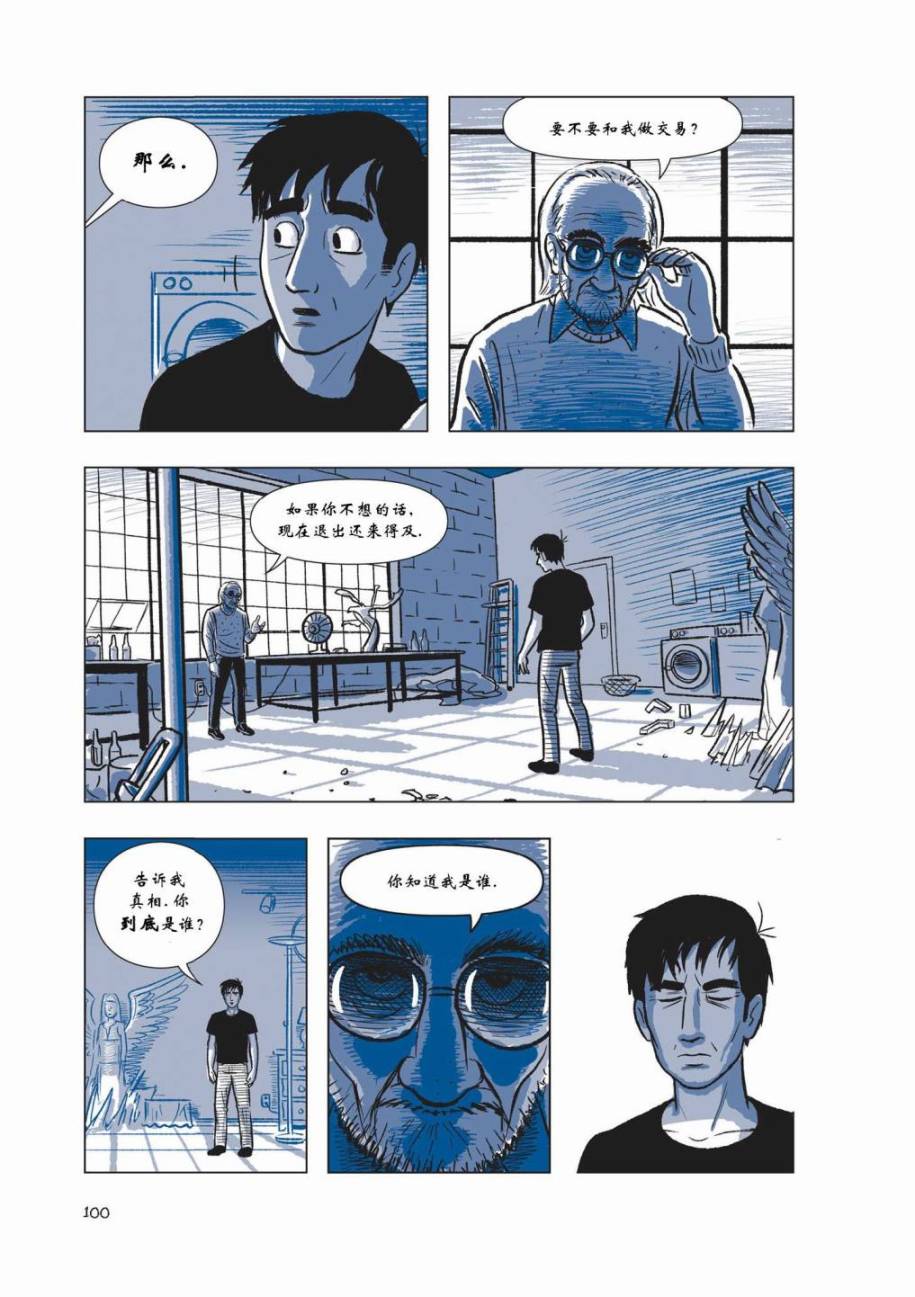 那么.
要不要和我做交易?
如果你不想的话,
现在退出还来得及.
告诉我
真相.你
到底是谁?
你知道我是谁.
100